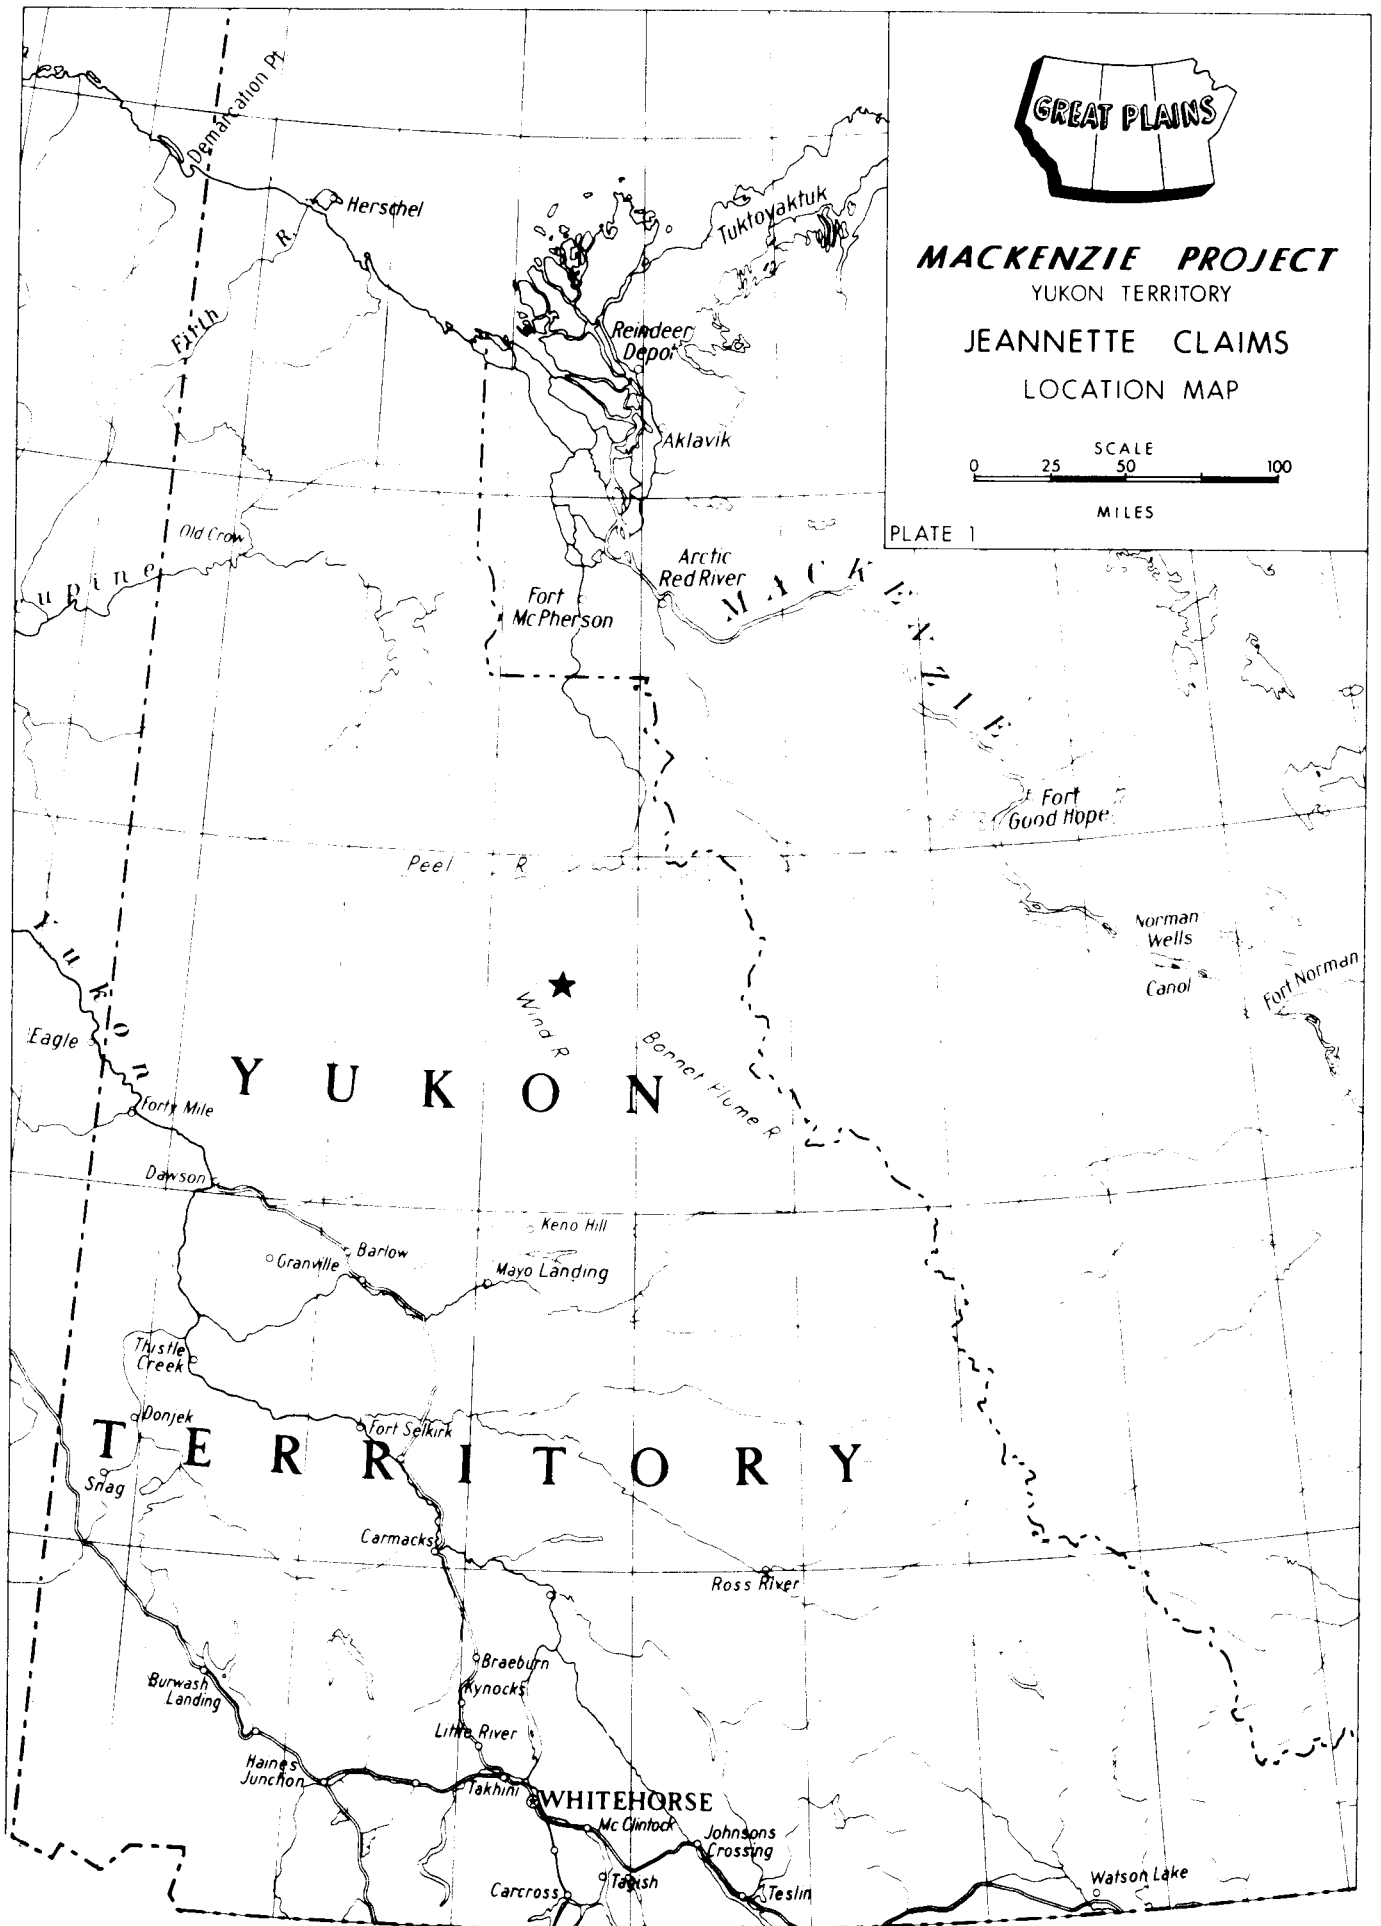 GREAT PLAINS
MACKENZIE PROJECT
YUKON TERRITORY
JEANNETTE CLAIMS
LOCATION MAP
SCALE
0 25 50 100
MILES
PLATE 1
Demarcation Pt
Herschel
Tuktoyaktuk
Fifth R.
Reindeer
Depot
Aklavik
Old Crow
upine
Arctic
Red River
MACKENZIE
Fort
McPherson
Fort
Good Hope
Peel R
Norman
Wells
Canol
Fort Norman
Yukon
Wind R
Eagle
Bonnet Plume R
YUKON
Forty Mile
Dawson
Keno Hill
Barlow
Granville
Mayo Landing
Thistle
Creek
Donjek
Fort Selkirk
TERRITORY
Snag
Carmacks
Ross River
Braeburn
Kynocks
Burwash
Landing
Little River
Haines
Junction
Takhini
WHITEHORSE
McClintock
Johnsons
Crossing
Tagish
Carcross
Teslin
Watson Lake